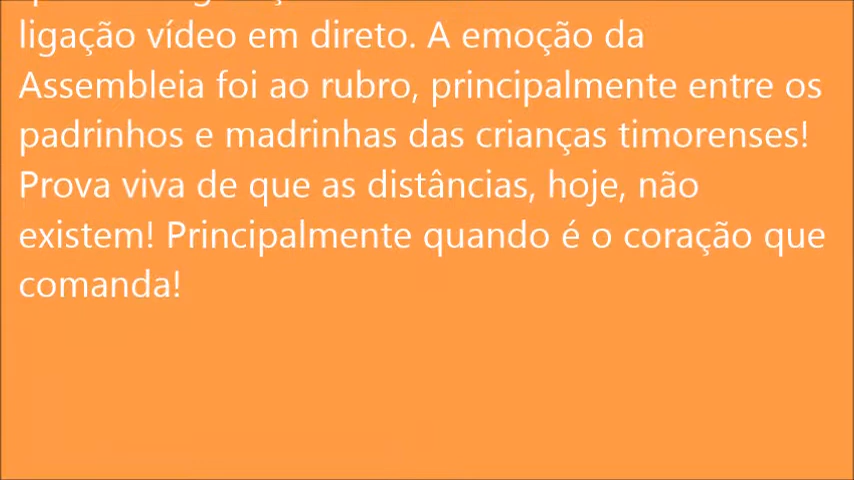 ligação vídeo em direto. A emoção da
Assembleia foi ao rubro, principalmente entre os
padrinhos e madrinhas das crianças timorenses!
Prova viva de que as distâncias, hoje, não
existem! Principalmente quando é o coração que
comanda!